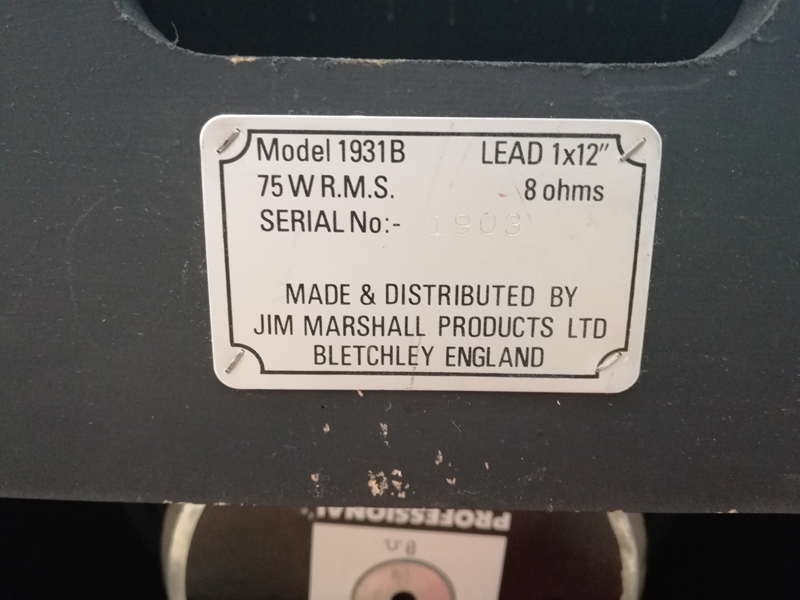 Model 1931B LEAD 1x12"
75 W R.M.S. 8 ohms
SERIAL No:- 1903
MADE & DISTRIBUTED BY
JIM MARSHALL PRODUCTS LTD
BLETCHLEY ENGLAND
PROFESSIONAL
8 Ω